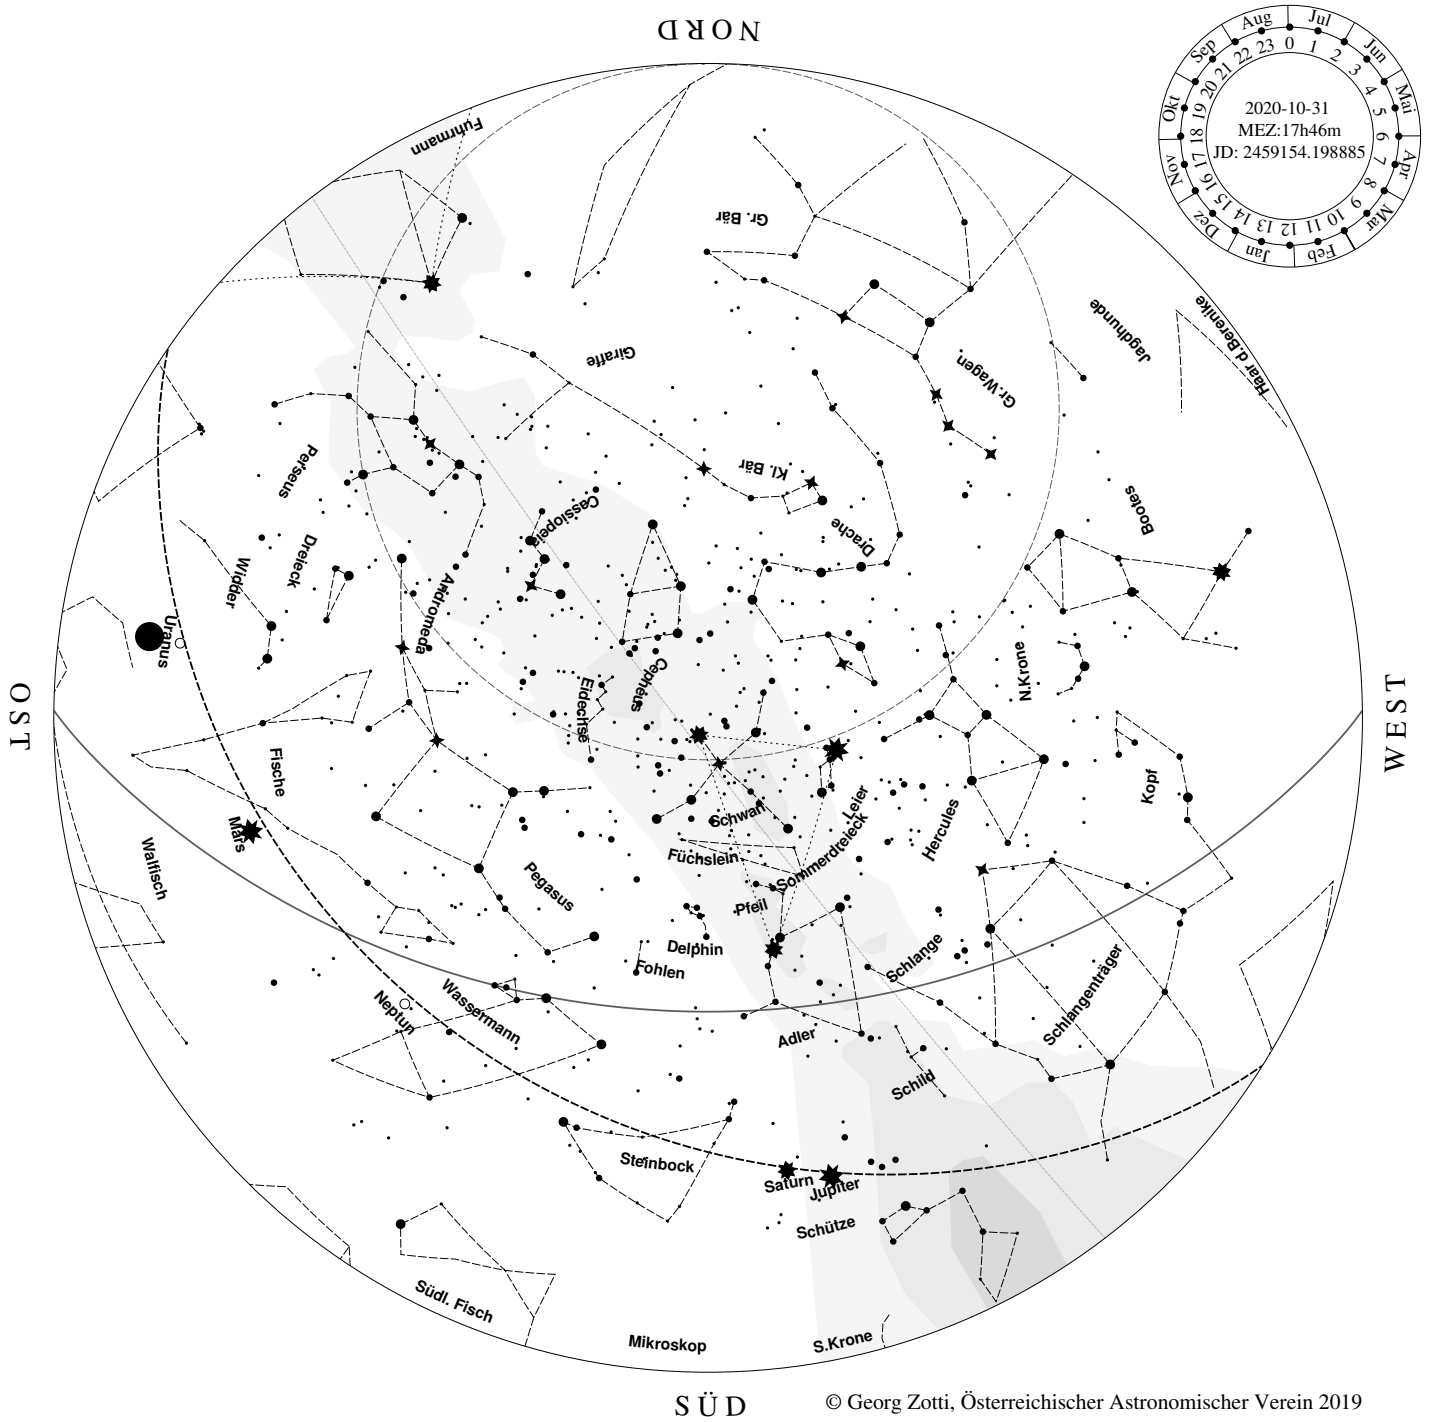 NORD
Aug
Jul
Jun
Mai
Apr
Mar
Feb
Jan
Dez
Nov
Okt
Sep
0 1 2 3 4 5 6 7 8 9 10 11 12 13 14 15 16 17 18 19 20 21 22 23
2020-10-31
MEZ:17h46m
JD: 2459154.198885
Fuhrmann
Gr. Bär
Giraffe
Jagdhunde
Haar d.Berenike
Gr.Wagen
Perseus
Kl. Bär
Cassiopeia
Drache
Bootes
Widder
Dreieck
Andromeda
Uranus
Cepheus
Eidechse
N.Krone
OST
WEST
Fische
Mars
Walfisch
Schwan
Leier
Hercules
Kopf
Füchslein
Sommerdreieck
Pegasus
Pfeil
Delphin
Fohlen
Schlange
Schlangenträger
Neptun
Wassermann
Adler
Schild
Steinbock
Saturn
Jupiter
Schütze
Südl. Fisch
Mikroskop
S.Krone
SÜD
© Georg Zotti, Österreichischer Astronomischer Verein 2019